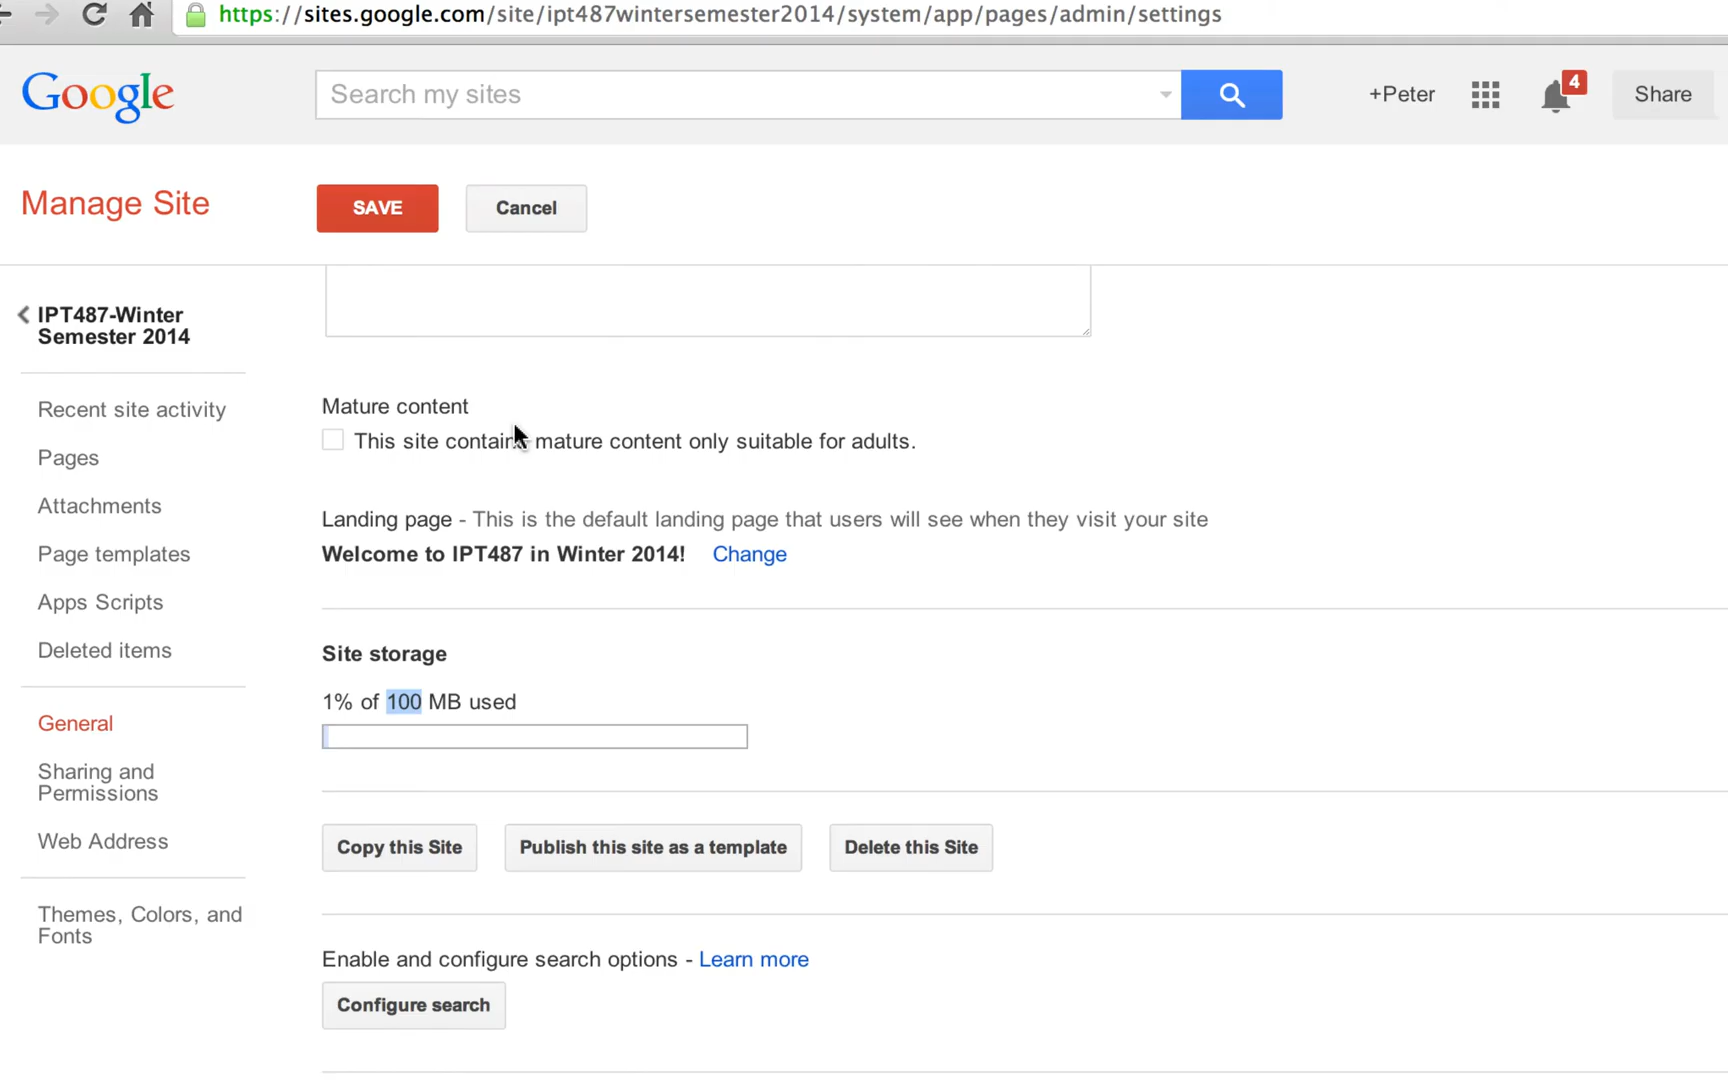 https://sites.google.com/site/ipt487wintersemester2014/system/app/pages/admin/settings
Google
Search my sites
+Peter
4
Share
Manage Site
SAVE
Cancel
IPT487-Winter
Semester 2014
Recent site activity
Pages
Attachments
Page templates
Apps Scripts
Deleted items
General
Sharing and
Permissions
Web Address
Themes, Colors, and
Fonts
Mature content
This site contains mature content only suitable for adults.
Landing page - This is the default landing page that users will see when they visit your site
Welcome to IPT487 in Winter 2014! Change
Site storage
1% of 100 MB used
Copy this Site
Publish this site as a template
Delete this Site
Enable and configure search options - Learn more
Configure search